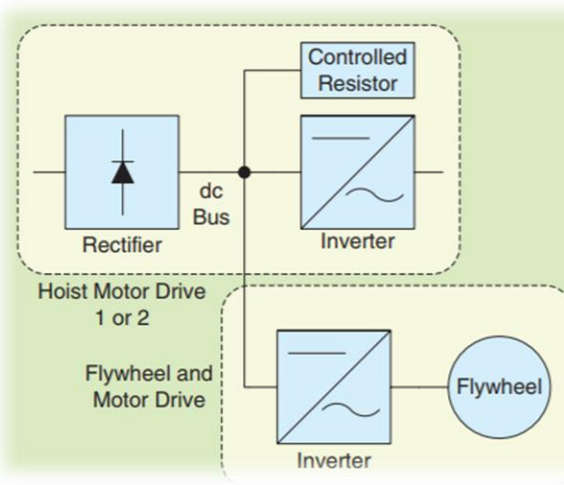 Controlled
Resistor
dc
Bus
Rectifier
Inverter
Hoist Motor Drive
1 or 2
Flywheel and
Motor Drive
Flywheel
Inverter